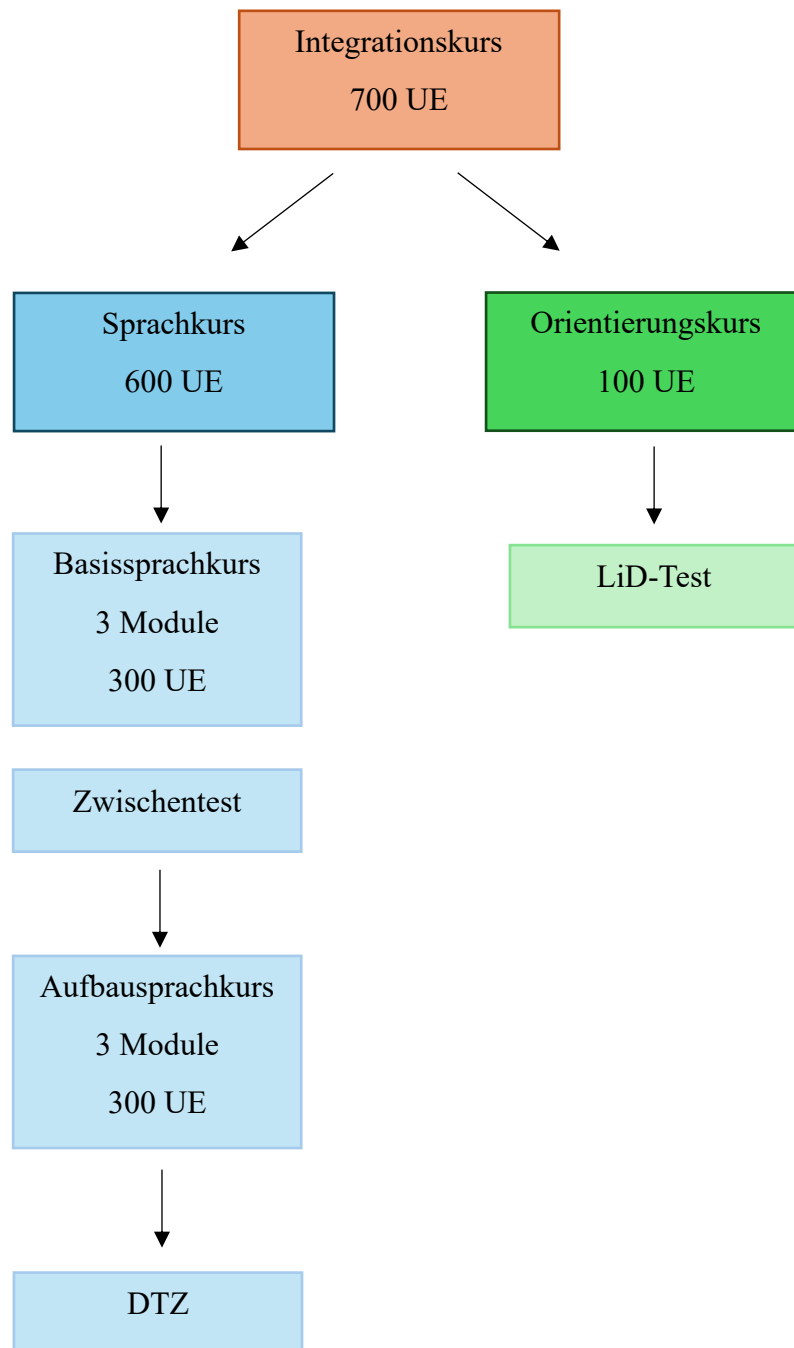 Integrationskurs
700 UE
Sprachkurs
600 UE
Orientierungskurs
100 UE
Basissprachkurs
3 Module
300 UE
LiD-Test
Zwischentest
Aufbausprachkurs
3 Module
300 UE
DTZ